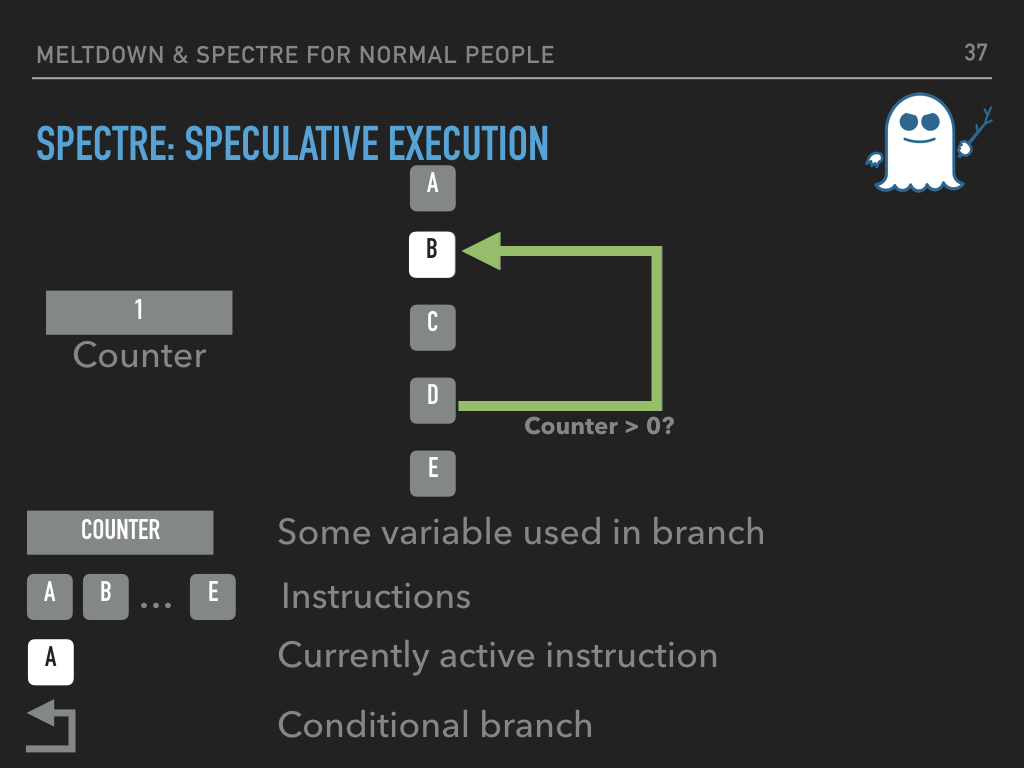 MELTDOWN & SPECTRE FOR NORMAL PEOPLE
37
SPECTRE: SPECULATIVE EXECUTION
A
B
1
Counter
C
D
Counter > 0?
E
COUNTER
Some variable used in branch
A B ... E
Instructions
A
Currently active instruction
Conditional branch